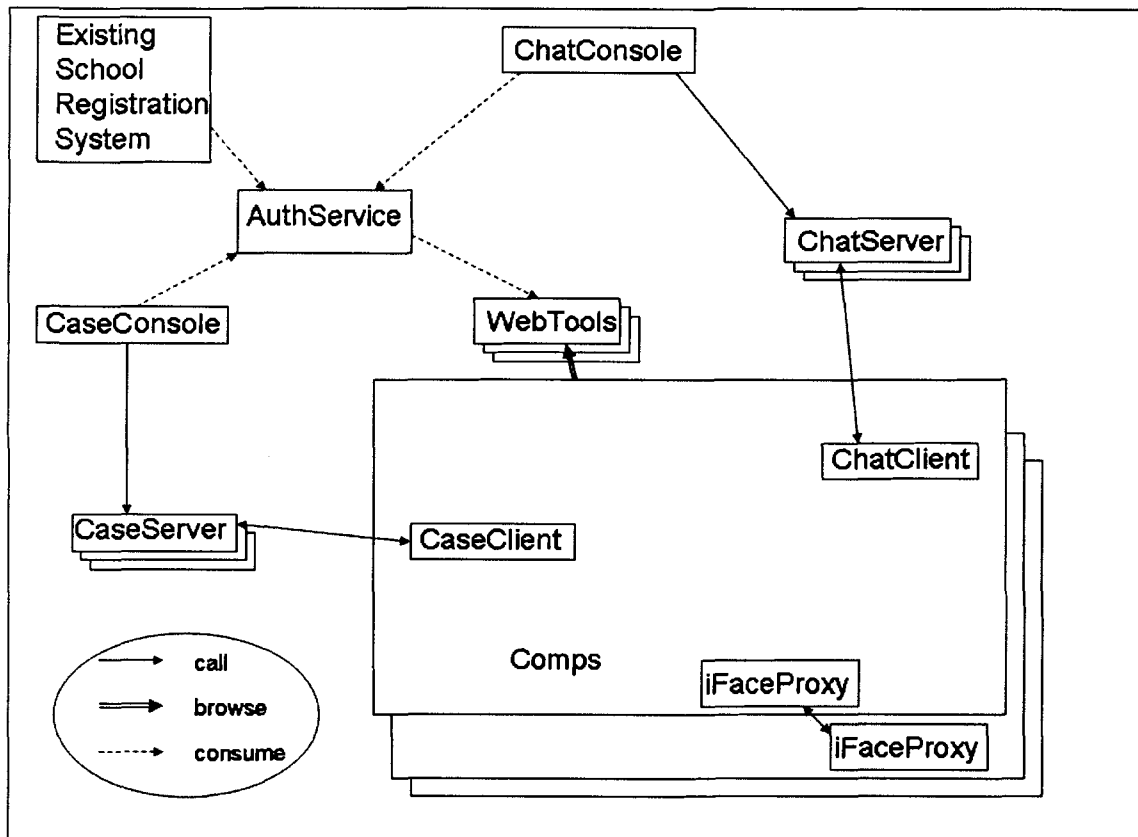 Existing
School
Registration
System
ChatConsole
AuthService
ChatServer
CaseConsole
WebTools
ChatClient
CaseServer
CaseClient
Comps
iFaceProxy
iFaceProxy
call
browse
consume